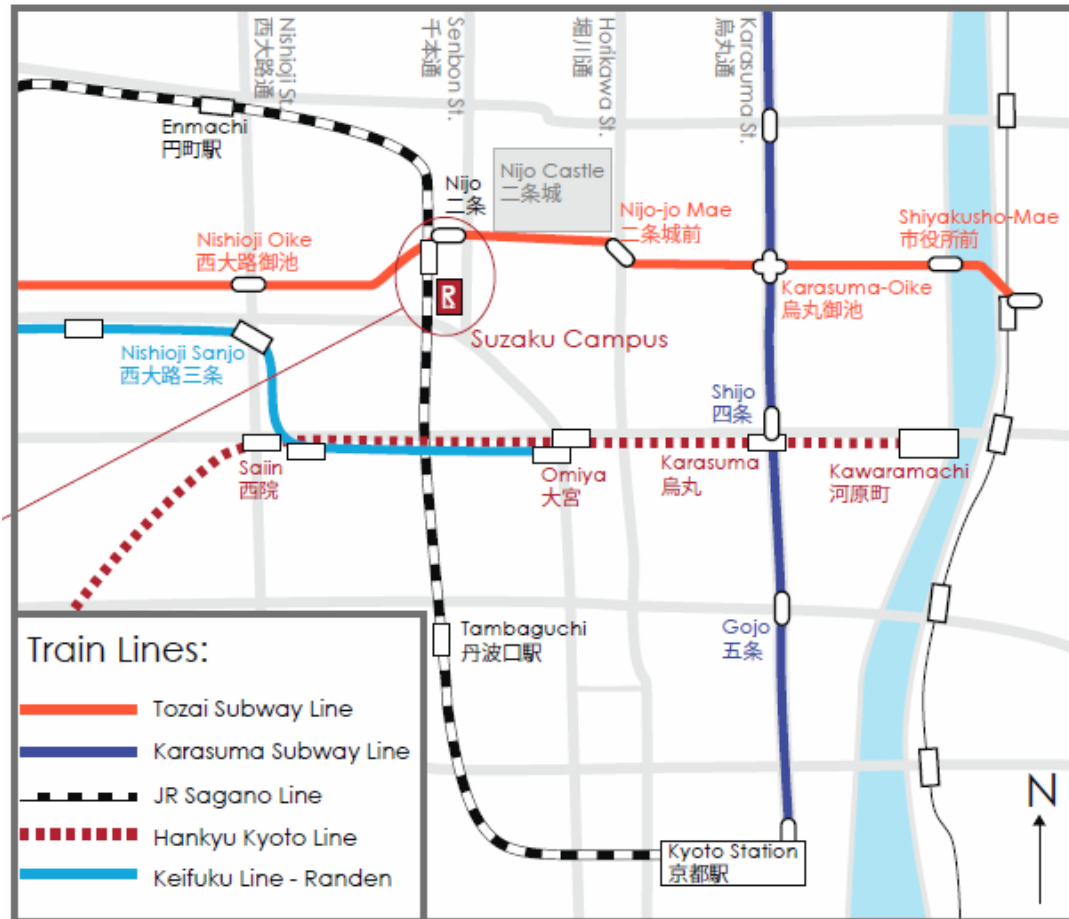 Nishioji St.
西大路通
Senbon St.
千本通
Horikawa St.
堀川通
Karasuma St.
烏丸通
Enmachi
円町駅
Nijo
二条
Nijo Castle
二条城
Nijo-jo Mae
二条城前
Shiyakusho-Mae
市役所前
Nishioji Oike
西大路御池
Karasuma-Oike
烏丸御池
R
Suzaku Campus
Nishioji Sanjo
西大路三条
Shijo
四条
Saiin
西院
Omiya
大宮
Karasuma
烏丸
Kawaramachi
河原町
Tambaguchi
丹波口駅
Gojo
五条
Kyoto Station
京都駅
N
Train Lines:
Tozai Subway Line
Karasuma Subway Line
JR Sagano Line
Hankyu Kyoto Line
Keifuku Line - Randen